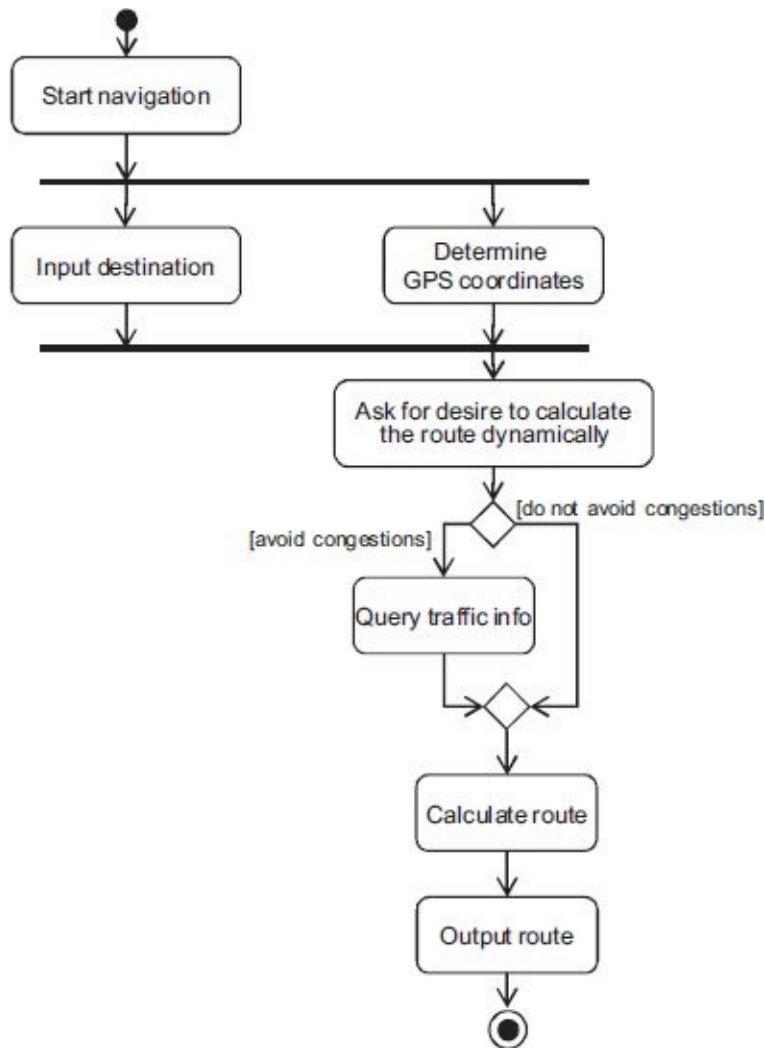 Start navigation
Input destination
Determine
GPS coordinates
Ask for desire to calculate
the route dynamically
[do not avoid congestions]
[avoid congestions]
Query traffic info
Calculate route
Output route